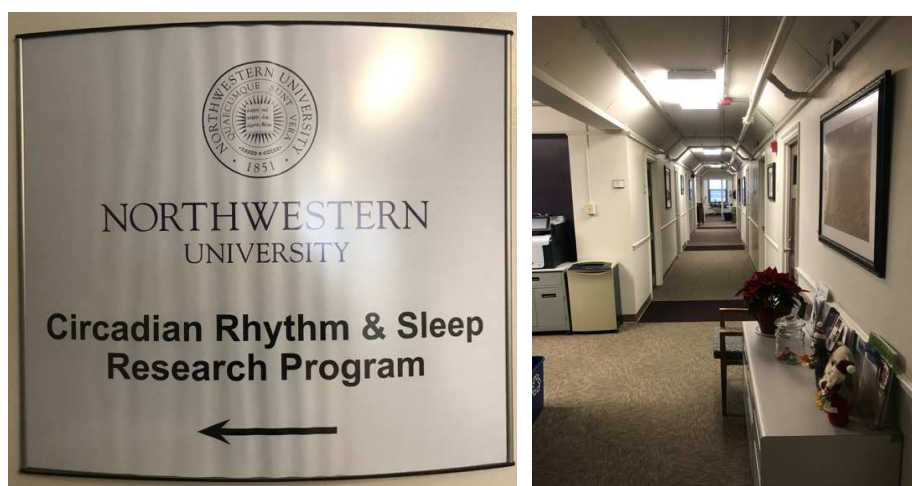 NORTHWESTERN UNIVERSITY
QUAECUMQUE SUNT VERA
1851
NORTHWESTERN
UNIVERSITY
Circadian Rhythm & Sleep
Research Program